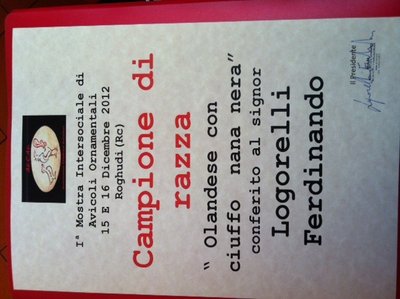 Iª Mostra Intersociale di
Avicoli Ornamentali
15 E 16 Dicembre 2012
Roghudi(Rc)
Campione di
razza
“ Olandese con
ciuffo nana nera”
conferito al signor
Logorelli
Ferdinando
Il Presidente